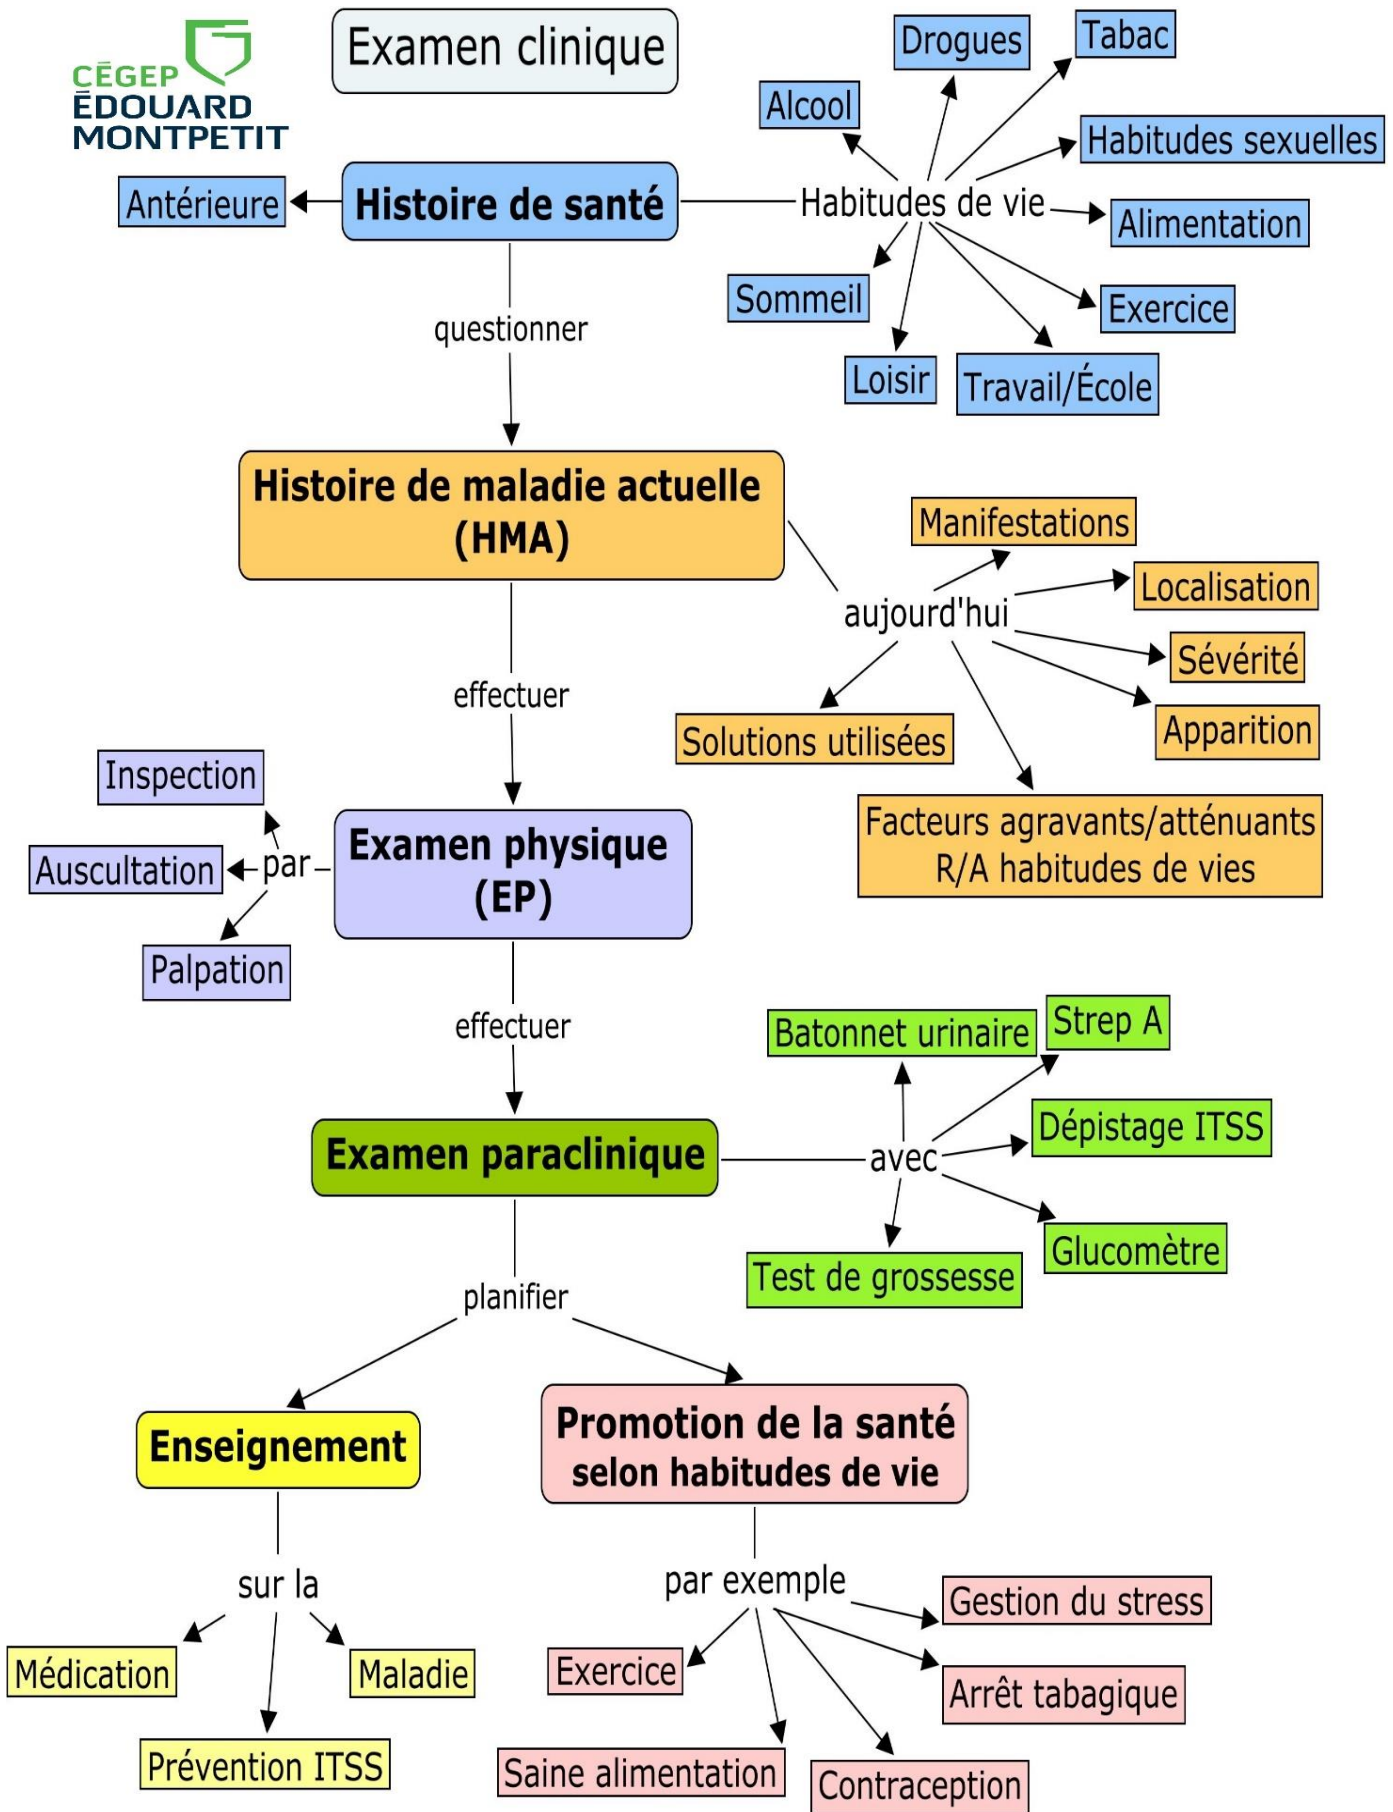 CÉGEP
ÉDOUARD
MONTPETIT
Examen clinique
Drogues
Tabac
Alcool
Habitudes sexuelles
Antérieure
Histoire de santé
Habitudes de vie
Alimentation
Sommeil
Exercice
questionner
Loisir
Travail/École
Histoire de maladie actuelle
(HMA)
Manifestations
Localisation
aujourd'hui
Sévérité
effectuer
Apparition
Solutions utilisées
Inspection
Facteurs agravants/atténuants
R/A habitudes de vies
Examen physique
(EP)
par
Auscultation
Palpation
effectuer
Batonnet urinaire
Strep A
Dépistage ITSS
Examen paraclinique
avec
Glucomètre
Test de grossesse
planifier
Enseignement
Promotion de la santé
selon habitudes de vie
sur la
par exemple
Gestion du stress
Médication
Maladie
Exercice
Arrêt tabagique
Prévention ITSS
Saine alimentation
Contraception